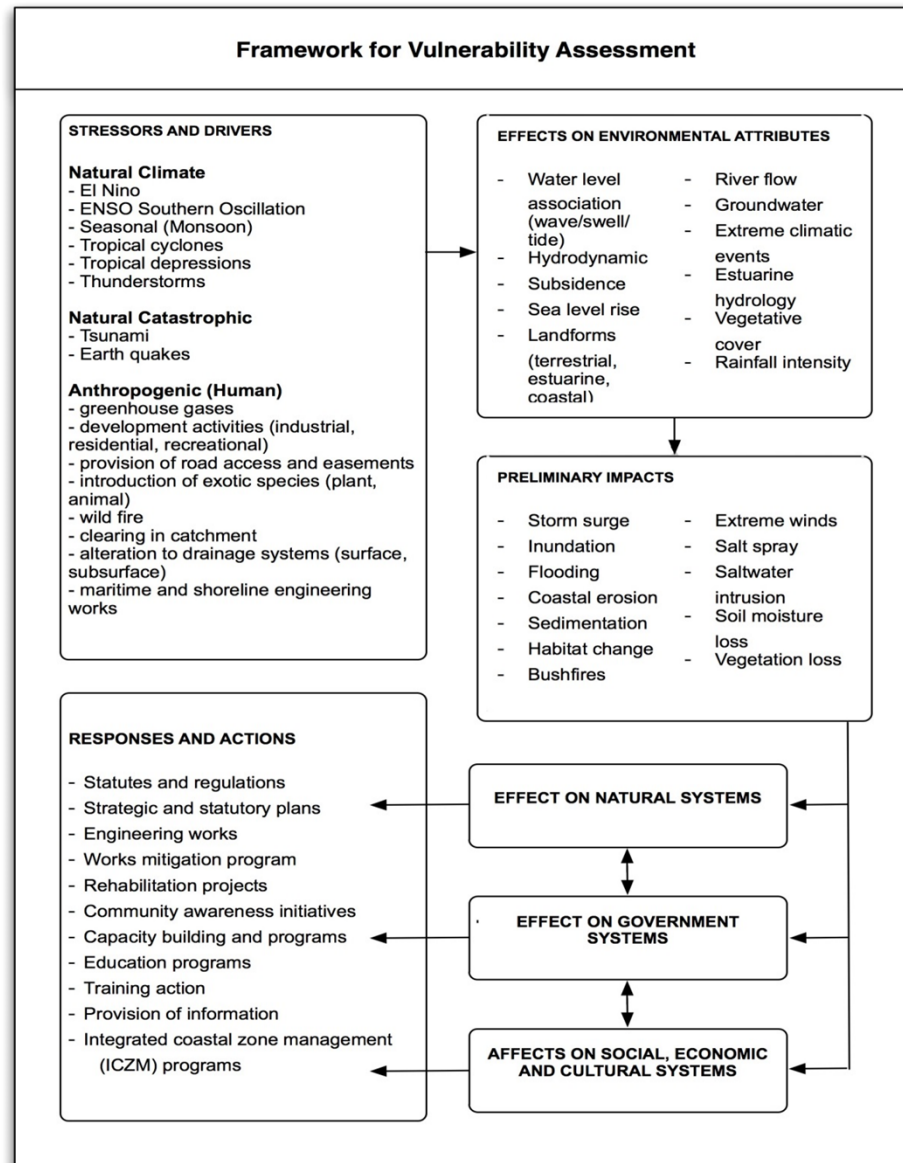 Framework for Vulnerability Assessment
STRESSORS AND DRIVERS
Natural Climate
- El Nino
- ENSO Southern Oscillation
- Seasonal (Monsoon)
- Tropical cyclones
- Tropical depressions
- Thunderstorms
Natural Catastrophic
- Tsunami
- Earth quakes
Anthropogenic (Human)
- greenhouse gases
- development activities (industrial,
residential, recreational)
- provision of road access and easements
- introduction of exotic species (plant,
animal)
- wild fire
- clearing in catchment
- alteration to drainage systems (surface,
subsurface)
- maritime and shoreline engineering
works
EFFECTS ON ENVIRONMENTAL ATTRIBUTES
- Water level
association
(wave/swell/
tide)
- Hydrodynamic
- Subsidence
- Sea level rise
- Landforms
(terrestrial,
estuarine,
coastal)
- River flow
- Groundwater
- Extreme climatic
events
- Estuarine
hydrology
- Vegetative
cover
- Rainfall intensity
PRELIMINARY IMPACTS
- Storm surge
- Inundation
- Flooding
- Coastal erosion
- Sedimentation
- Habitat change
- Bushfires
- Extreme winds
- Salt spray
- Saltwater
intrusion
- Soil moisture
loss
- Vegetation loss
EFFECT ON NATURAL SYSTEMS
EFFECT ON GOVERNMENT
SYSTEMS
AFFECTS ON SOCIAL, ECONOMIC
AND CULTURAL SYSTEMS
RESPONSES AND ACTIONS
- Statutes and regulations
- Strategic and statutory plans
- Engineering works
- Works mitigation program
- Rehabilitation projects
- Community awareness initiatives
- Capacity building and programs
- Education programs
- Training action
- Provision of information
- Integrated coastal zone management
(ICZM) programs